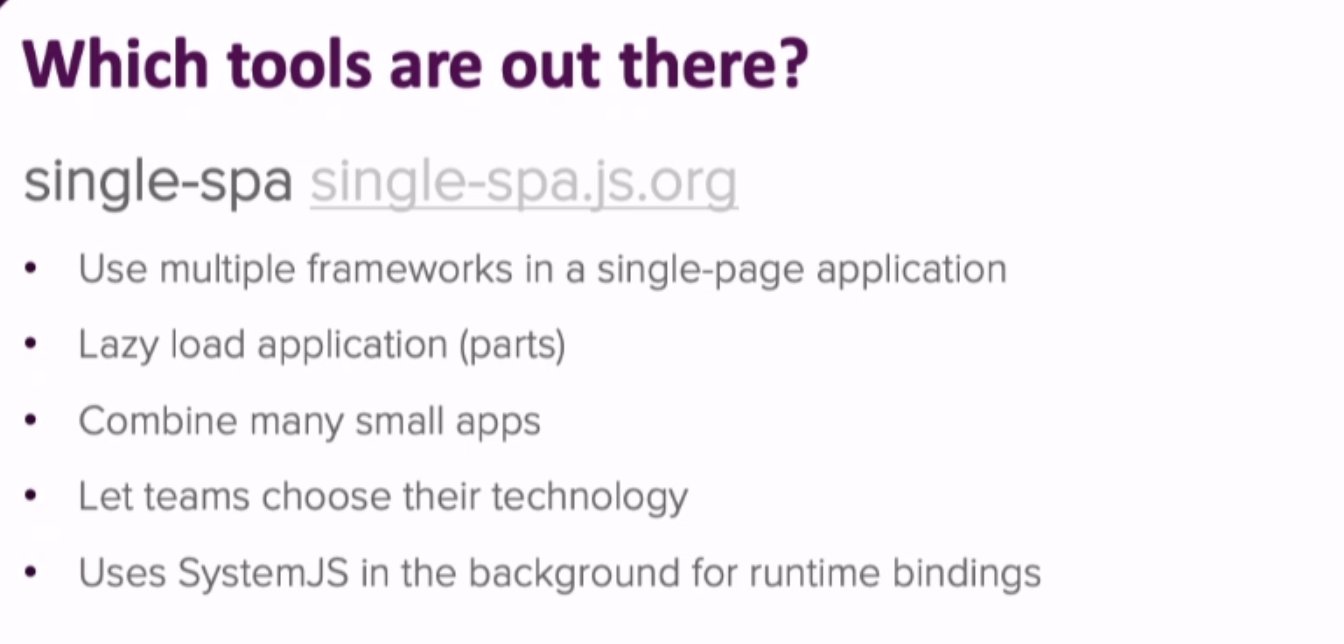 Which tools are out there?
single-spa single-spa.js.org
• Use multiple frameworks in a single-page application
• Lazy load application (parts)
• Combine many small apps
• Let teams choose their technology
• Uses SystemJS in the background for runtime bindings